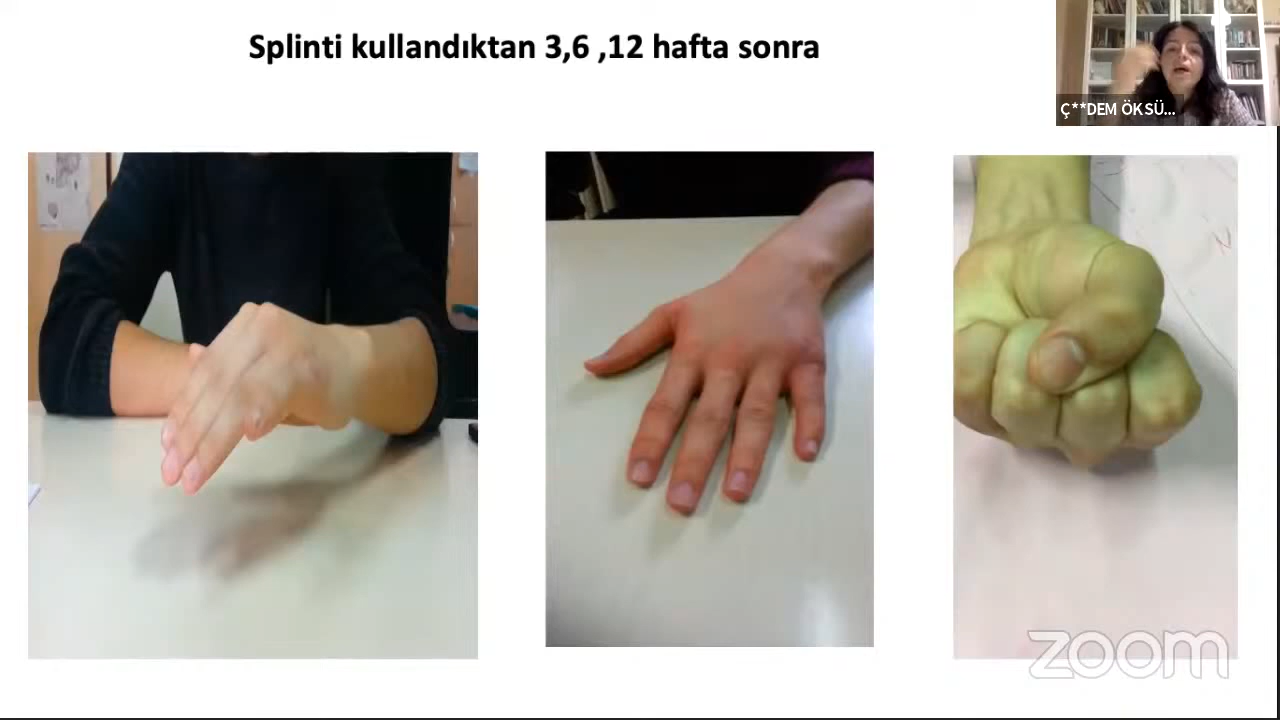 Splinti kullandıktan 3,6 ,12 hafta sonra
Ç**DEM ÖKSÜ...
zoom